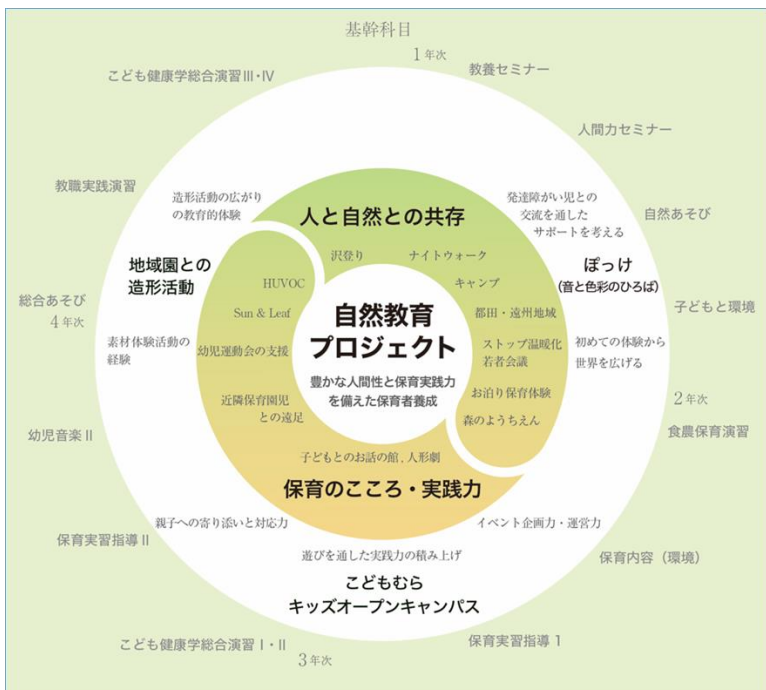 基幹科目
1年次
教養セミナー
人間力セミナー
自然あそび
子どもと環境
2年次
食農保育演習
保育内容（環境）
保育実習指導 1
3年次
こども健康学総合演習Ⅰ・Ⅱ
保育実習指導Ⅱ
幼児音楽Ⅱ
4年次
総合あそび
教職実践演習
こども健康学総合演習Ⅲ・Ⅳ
造形活動の広がり
の教育的体験
地域園との
造形活動
素材体験活動の
経験
発達障がい児との
交流を通した
サポートを考える
ぽっけ
(音と色彩のひろば)
初めての体験から
世界を広げる
親子への寄り添いと対応力
イベント企画力・運営力
遊びを通した実践力の積み上げ
こどもむら
キッズオープンキャンパス
人と自然との共存
沢登り
ナイトウォーク
キャンプ
都田・遠州地域
ストップ温暖化
若者会議
お泊り保育体験
森のようちえん
HUVOC
Sun & Leaf
幼児運動会の支援
近隣保育園児
との遠足
子どもとのお話の館、人形劇
保育のこころ・実践力
自然教育
プロジェクト
豊かな人間性と保育実践力
を備えた保育者養成